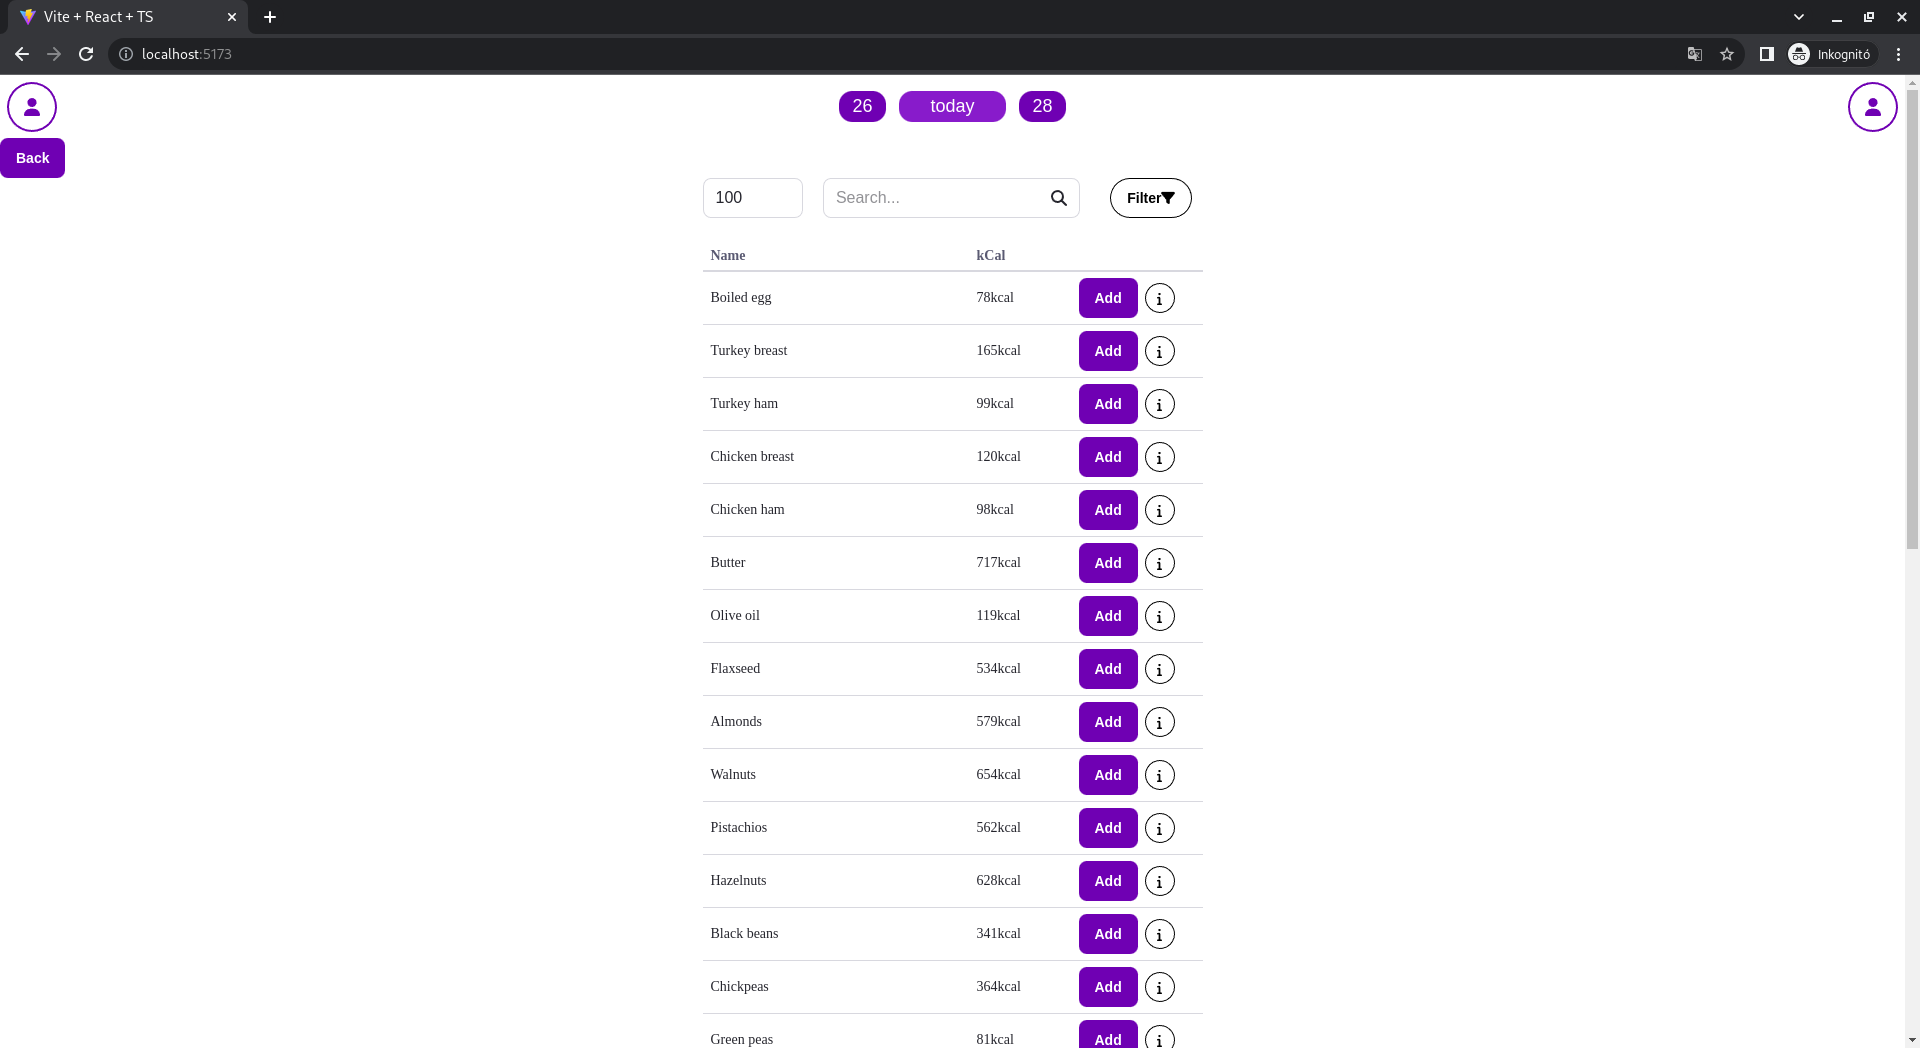 Vite + React + TS
localhost:5173
Inkognitó
26 today 28
Back
100 Search... Filter
Name kCal
Boiled egg 78kcal Add i
Turkey breast 165kcal Add i
Turkey ham 99kcal Add i
Chicken breast 120kcal Add i
Chicken ham 98kcal Add i
Butter 717kcal Add i
Olive oil 119kcal Add i
Flaxseed 534kcal Add i
Almonds 579kcal Add i
Walnuts 654kcal Add i
Pistachios 562kcal Add i
Hazelnuts 628kcal Add i
Black beans 341kcal Add i
Chickpeas 364kcal Add i
Green peas 81kcal Add i